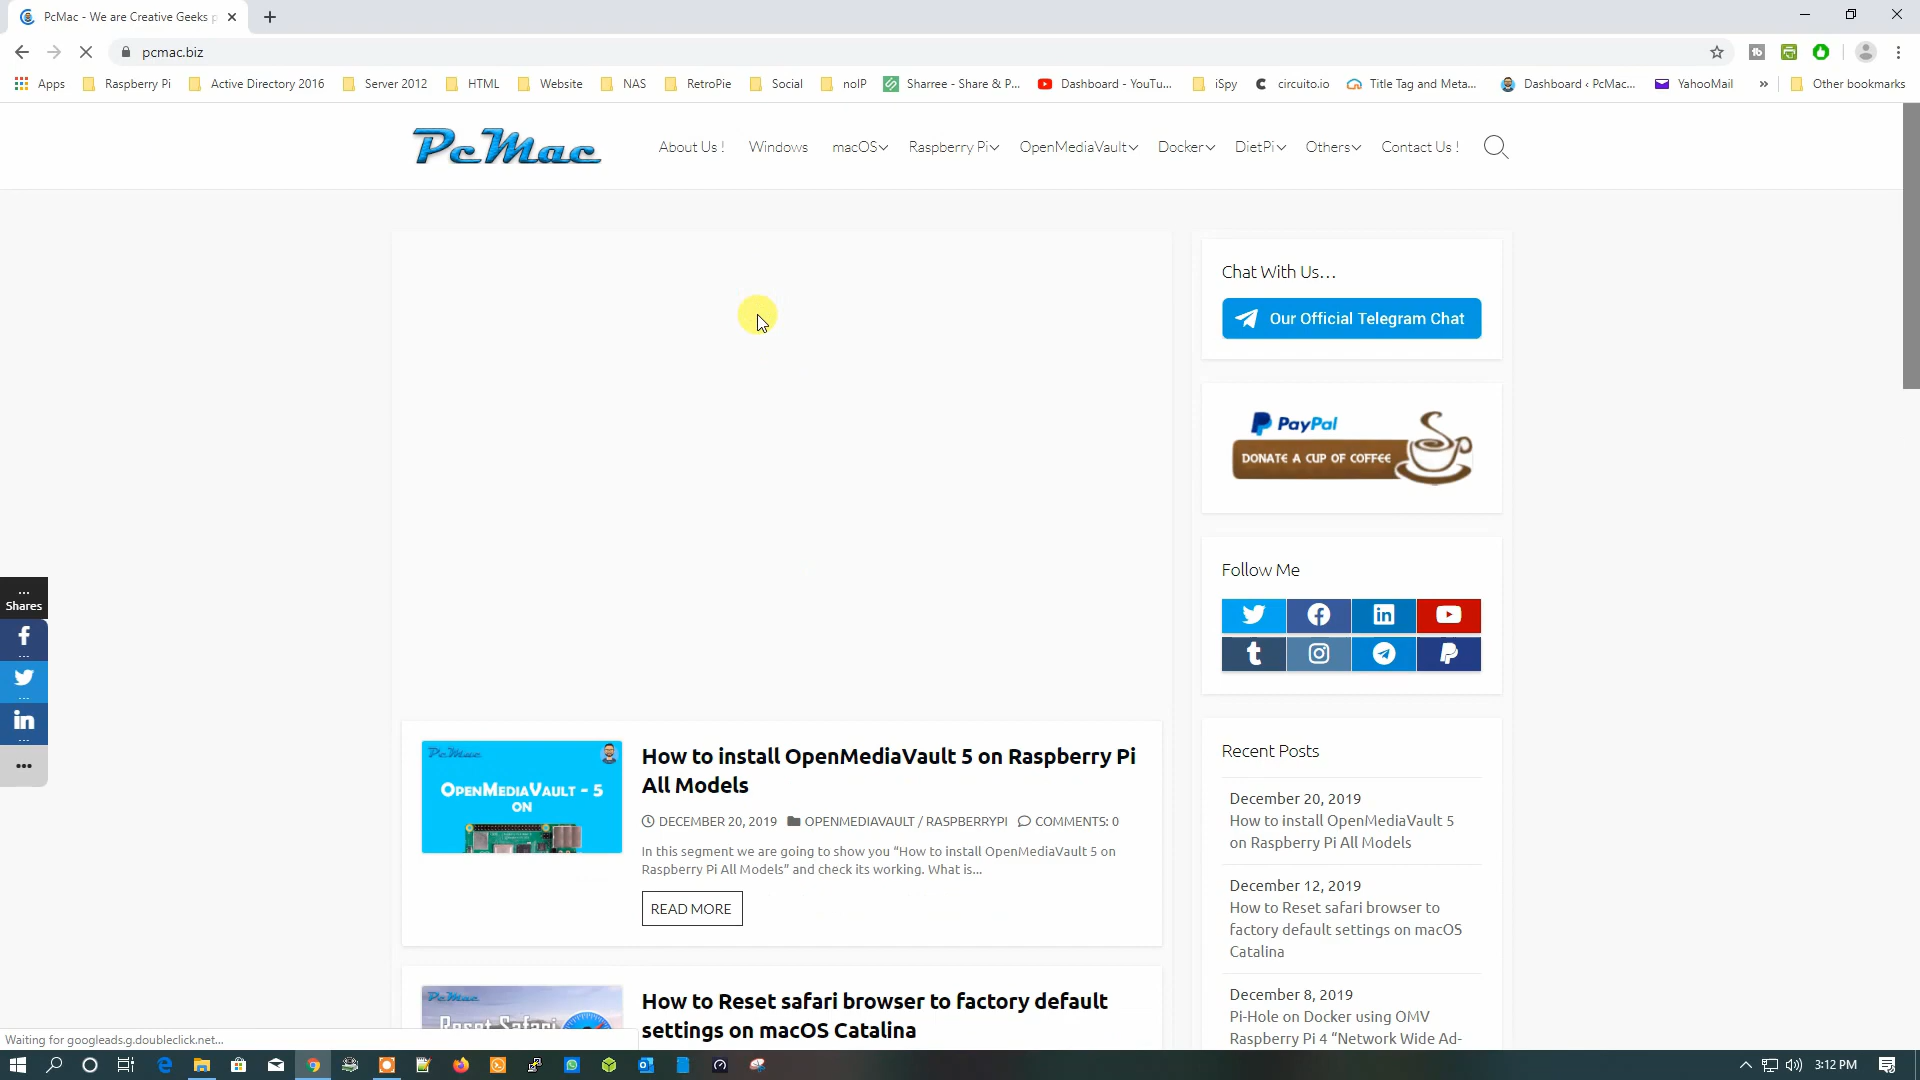 PcMac - We are Creative Geeks p
pcmac.biz
Apps
Raspberry Pi
Active Directory 2016
Server 2012
HTML
Website
NAS
RetroPie
Social
noIP
Sharree - Share & P...
Dashboard - YouTu...
iSpy
circuito.io
Title Tag and Meta...
Dashboard ‹ PcMac...
YahooMail
»
Other bookmarks
PcMac
About Us !
Windows
macOS
Raspberry Pi
OpenMediaVault
Docker
DietPi
Others
Contact Us !
Chat With Us...
Our Official Telegram Chat
PayPal
DONATE A CUP OF COFFEE
Follow Me
...
Shares
...
...
...
PcMac
OPENMEDIAVAULT - 5
ON
How to install OpenMediaVault 5 on Raspberry Pi
All Models
DECEMBER 20, 2019 OPENMEDIAVAULT / RASPBERRYPI COMMENTS: 0
In this segment we are going to show you “How to install OpenMediaVault 5 on
Raspberry Pi All Models” and check its working. What is...
READ MORE
PcMac
Reset Safari
How to Reset safari browser to factory default
settings on macOS Catalina
Recent Posts
December 20, 2019
How to install OpenMediaVault 5
on Raspberry Pi All Models
December 12, 2019
How to Reset safari browser to
factory default settings on macOS
Catalina
December 8, 2019
Pi-Hole on Docker using OMV
Raspberry Pi 4 “Network Wide Ad-
Waiting for googleads.g.doubleclick.net...
3:12 PM